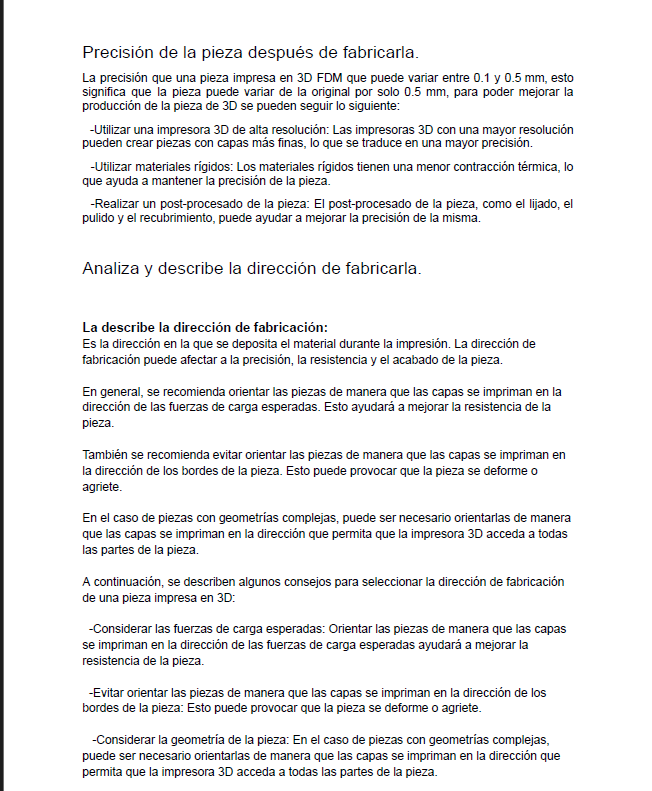 Precisión de la pieza después de fabricarla.
La precisión que una pieza impresa en 3D FDM que puede variar entre 0.1 y 0.5 mm, esto
significa que la pieza puede variar de la original por solo 0.5 mm, para poder mejorar la
producción de la pieza de 3D se pueden seguir lo siguiente:
-Utilizar una impresora 3D de alta resolución: Las impresoras 3D con una mayor resolución
pueden crear piezas con capas más finas, lo que se traduce en una mayor precisión.
-Utilizar materiales rígidos: Los materiales rígidos tienen una menor contracción térmica, lo
que ayuda a mantener la precisión de la pieza.
-Realizar un post-procesado de la pieza: El post-procesado de la pieza, como el lijado, el
pulido y el recubrimiento, puede ayudar a mejorar la precisión de la misma.
Analiza y describe la dirección de fabricarla.
La describe la dirección de fabricación:
Es la dirección en la que se deposita el material durante la impresión. La dirección de
fabricación puede afectar a la precisión, la resistencia y el acabado de la pieza.
En general, se recomienda orientar las piezas de manera que las capas se impriman en la
dirección de las fuerzas de carga esperadas. Esto ayudará a mejorar la resistencia de la
pieza.
También se recomienda evitar orientar las piezas de manera que las capas se impriman en
la dirección de los bordes de la pieza. Esto puede provocar que la pieza se deforme o
agriete.
En el caso de piezas con geometrías complejas, puede ser necesario orientarlas de manera
que las capas se impriman en la dirección que permita que la impresora 3D acceda a todas
las partes de la pieza.
A continuación, se describen algunos consejos para seleccionar la dirección de fabricación
de una pieza impresa en 3D:
-Considerar las fuerzas de carga esperadas: Orientar las piezas de manera que las capas
se impriman en la dirección de las fuerzas de carga esperadas ayudará a mejorar la
resistencia de la pieza.
-Evitar orientar las piezas de manera que las capas se impriman en la dirección de los
bordes de la pieza: Esto puede provocar que la pieza se deforme o agriete.
-Considerar la geometría de la pieza: En el caso de piezas con geometrías complejas,
puede ser necesario orientarlas de manera que las capas se impriman en la dirección que
permita que la impresora 3D acceda a todas las partes de la pieza.